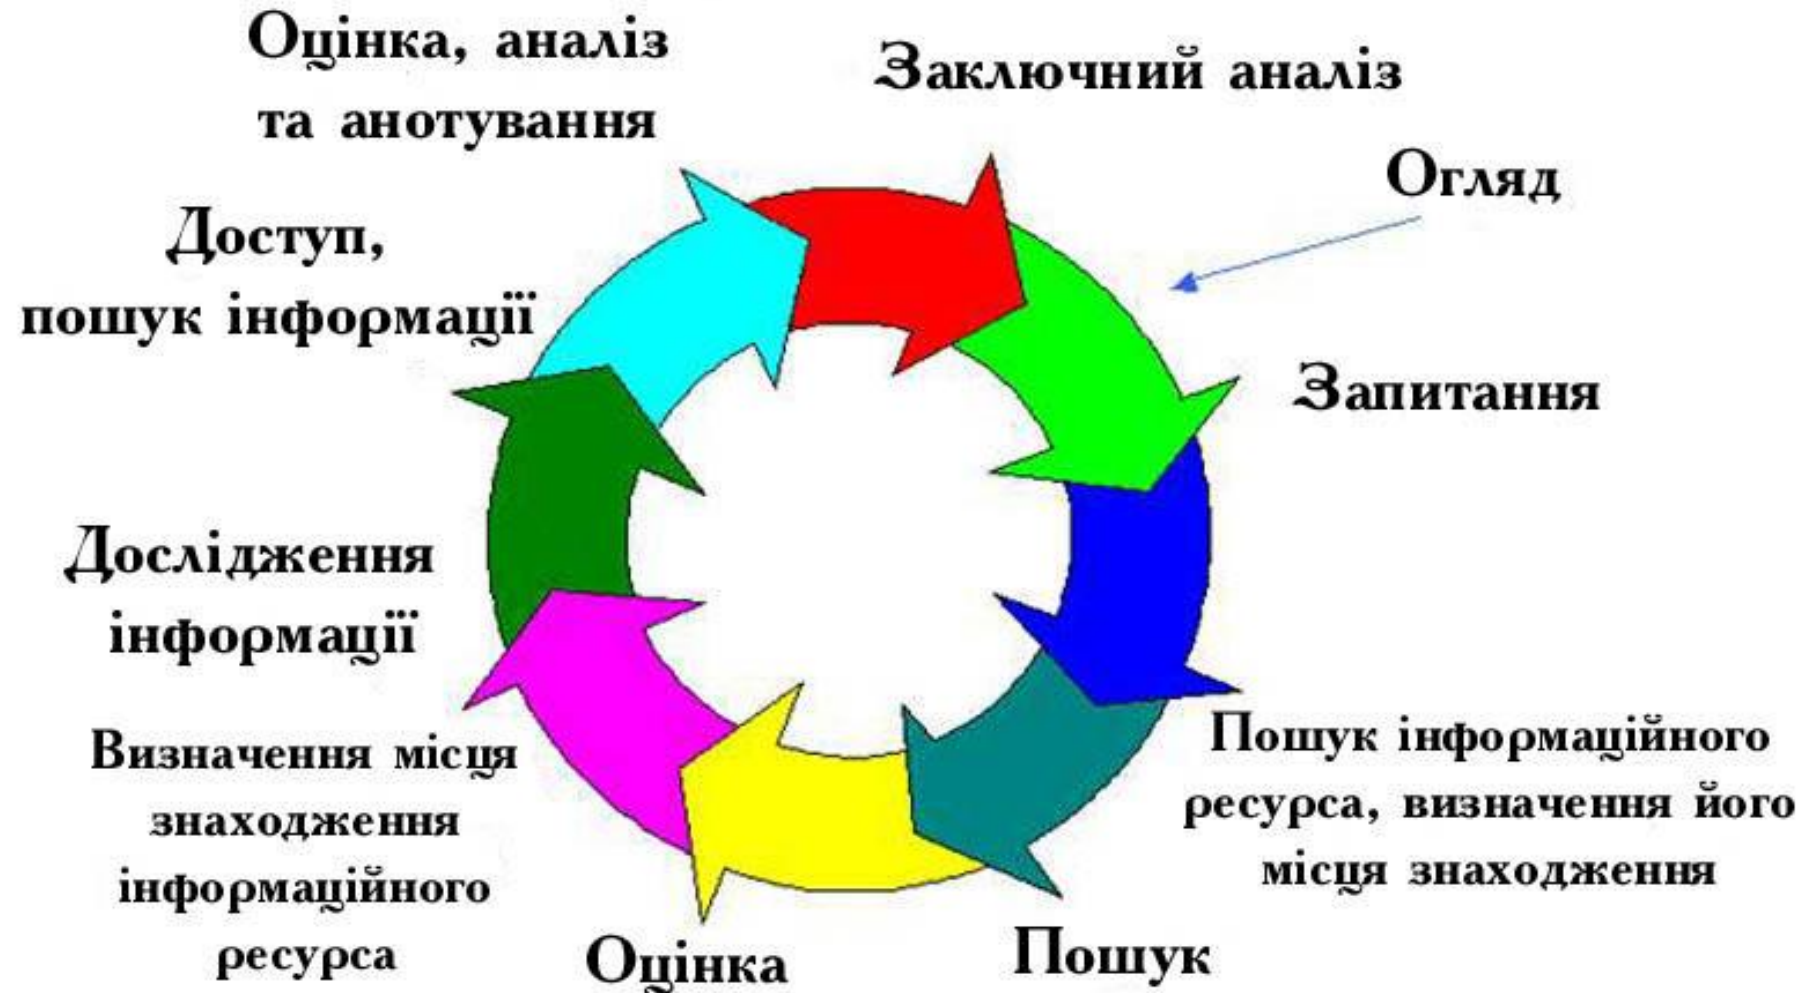 Оцінка, аналіз
та анотування
Заключний аналіз
Огляд
Доступ,
пошук інформації
Запитання
Дослідження
інформації
Пошук інформаційного
ресурса, визначення його
місця знаходження
Визначення місця
знаходження
інформаційного
ресурса
Оцінка
Пошук